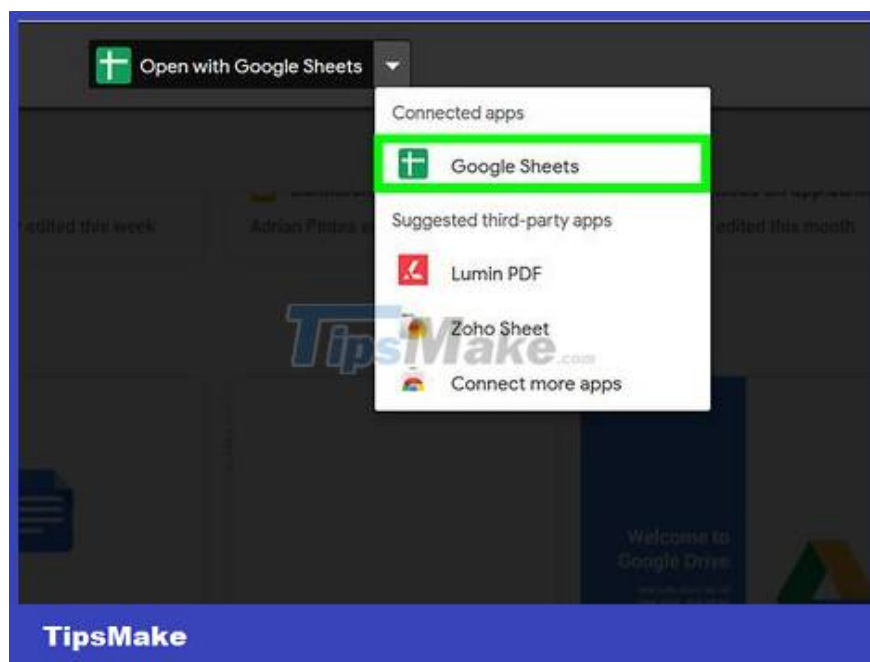 Open with Google Sheets
Connected apps
Google Sheets
edited this week
Adrian
edited this month
Suggested third-party apps
Lumin PDF
Zoho Sheet
TipsMake.com
Connect more apps
Welcome to
Google Drive
TipsMake